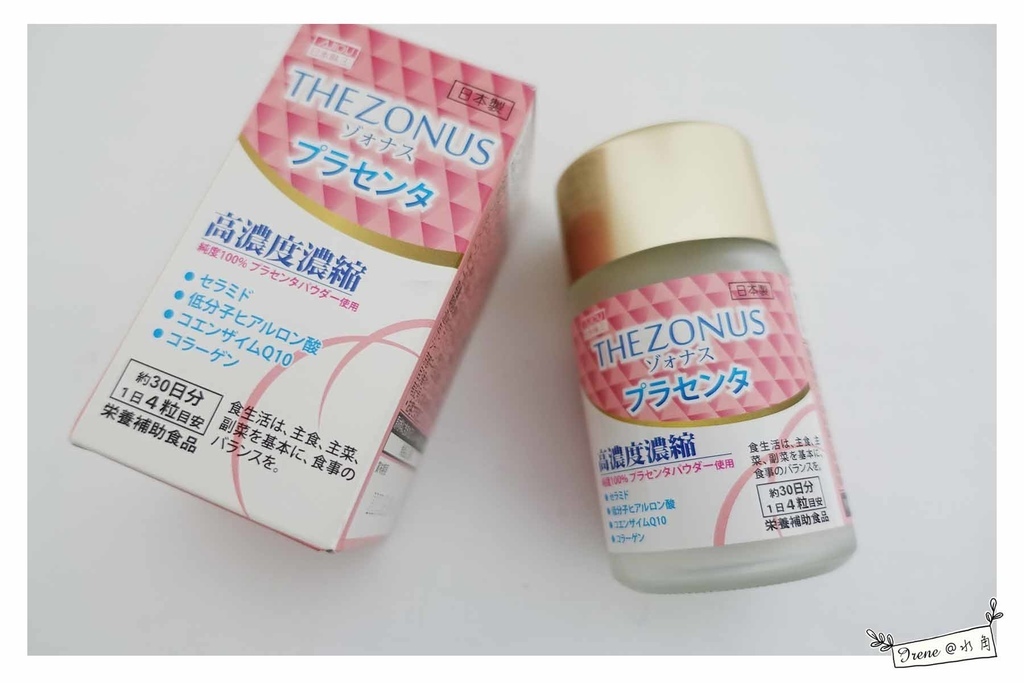 日本製
THEZONUS
ゾォナス
プラセンタ
高濃度濃縮
純度100% プラセンタパウダー使用
● セラミド
● 低分子ヒアルロン酸
● コエンザイムQ10
● コラーゲン
約30日分
1日4粒目安
栄養補助食品
食生活は、主食、主菜、
副菜を基本に、食事の
バランスを。
日本製
THEZONUS
ゾォナス
プラセンタ
高濃度濃縮
純度100% プラセンタパウダー使用
● セラミド
● 低分子ヒアルロン酸
● コエンザイムQ10
● コラーゲン
食生活は、主食、主
菜、副菜を基本に、
食事のバランスを。
約30日分
1日4粒目安
栄養補助食品
Irene @水角